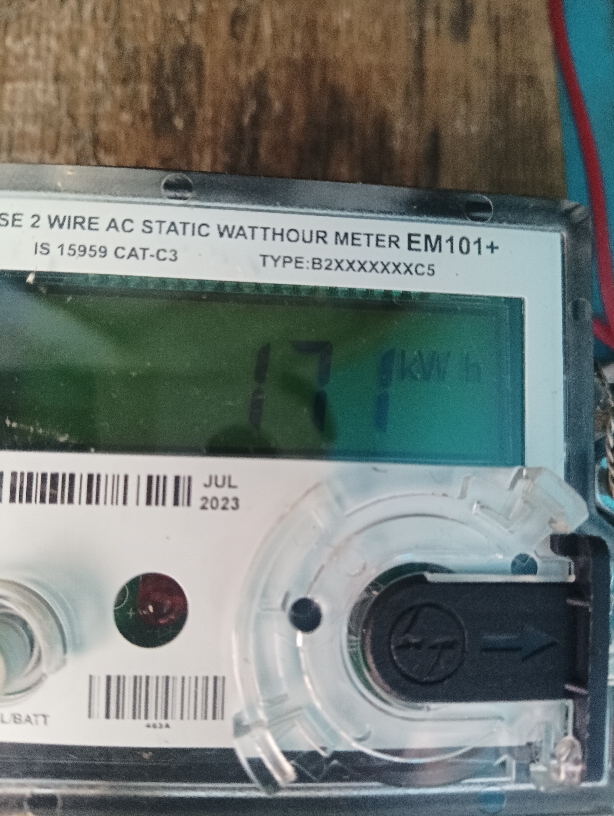 SE 2 WIRE AC STATIC WATTHOUR METER EM101+
IS 15959 CAT-C3 TYPE:B2XXXXXXXC5
171 kWh
JUL
2023
L/BATT